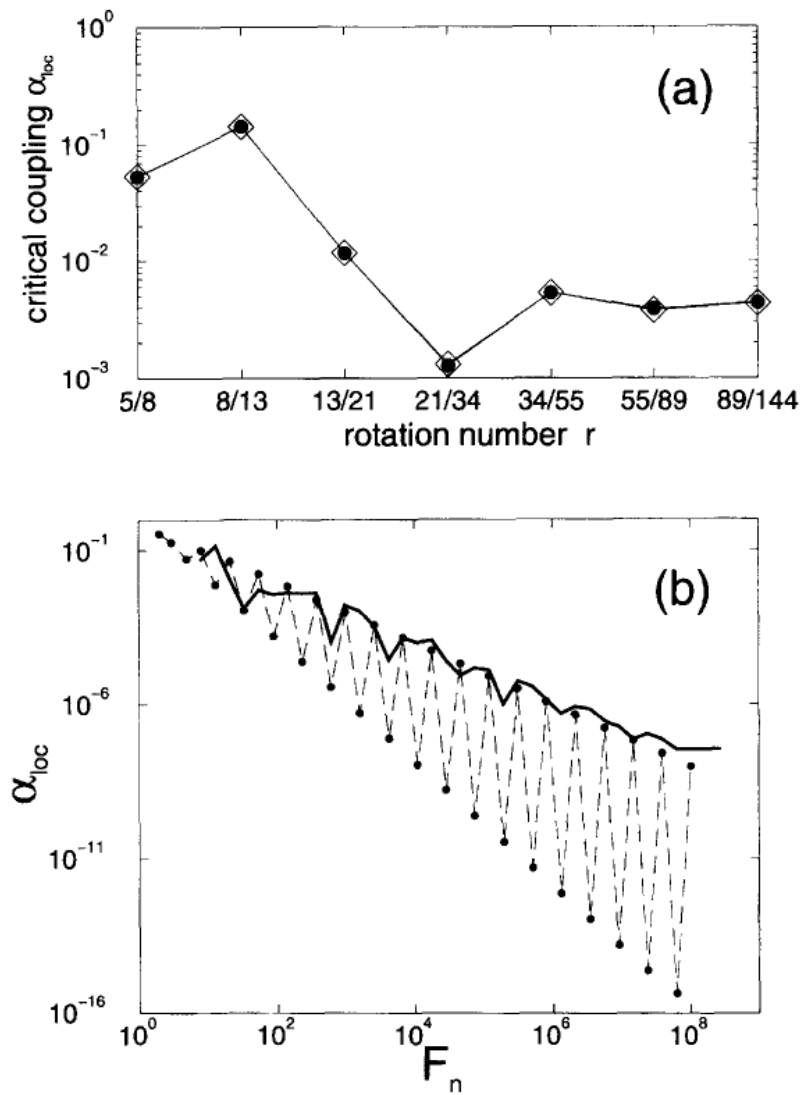 10^0
(a)
10^-1
critical coupling α_loc
10^-2
10^-3
5/8 8/13 13/21 21/34 34/55 55/89 89/144
rotation number r
10^-1
(b)
10^-6
α_loc
10^-11
10^-16
10^0 10^2 10^4 10^6 10^8
F_n